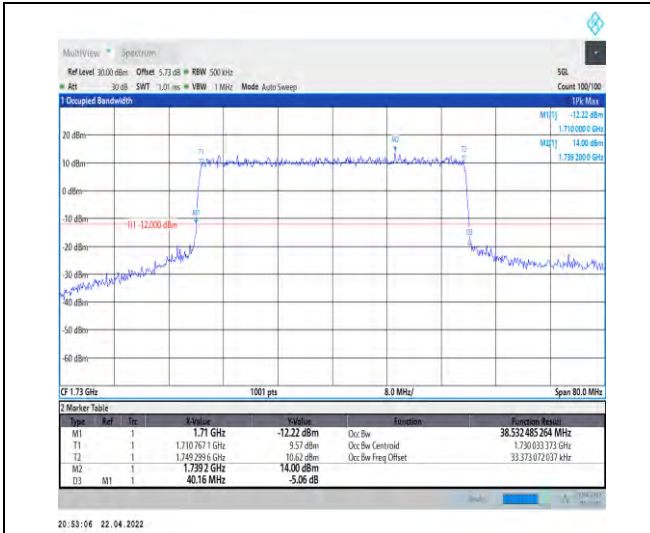 MultiView Spectrum
Ref Level 30.00 dBm Offset 5.73 dB RBW 500 kHz SGL
Att 30 dB SWT 1.01 ms VBW 1 MHz Mode Auto Sweep Count 100/100
1 Occupied Bandwidth 1Pk Max
M1[1] -12.22 dBm
1.710 000 0 GHz
M2[1] 14.00 dBm
1.739 200 0 GHz
20 dBm
M2
T1 T2
10 dBm
0 dBm
-10 dBm
M1
H1 -12.000 dBm
D3
-20 dBm
-30 dBm
-40 dBm
-50 dBm
-60 dBm
CF 1.73 GHz 1001 pts 8.0 MHz/ Span 80.0 MHz
2 Marker Table
Type Ref Trc X-Value Y-Value Function Function Result
M1 1 1.71 GHz -12.22 dBm Occ Bw 38.532 485 264 MHz
T1 1 1.710 767 1 GHz 9.57 dBm Occ Bw Centroid 1.730 033 373 GHz
T2 1 1.749 299 6 GHz 10.62 dBm Occ Bw Freq Offset 33.373 072 037 kHz
M2 1 1.739 2 GHz 14.00 dBm
D3 M1 1 40.16 MHz -5.06 dB
20:53:06 22.04.2022